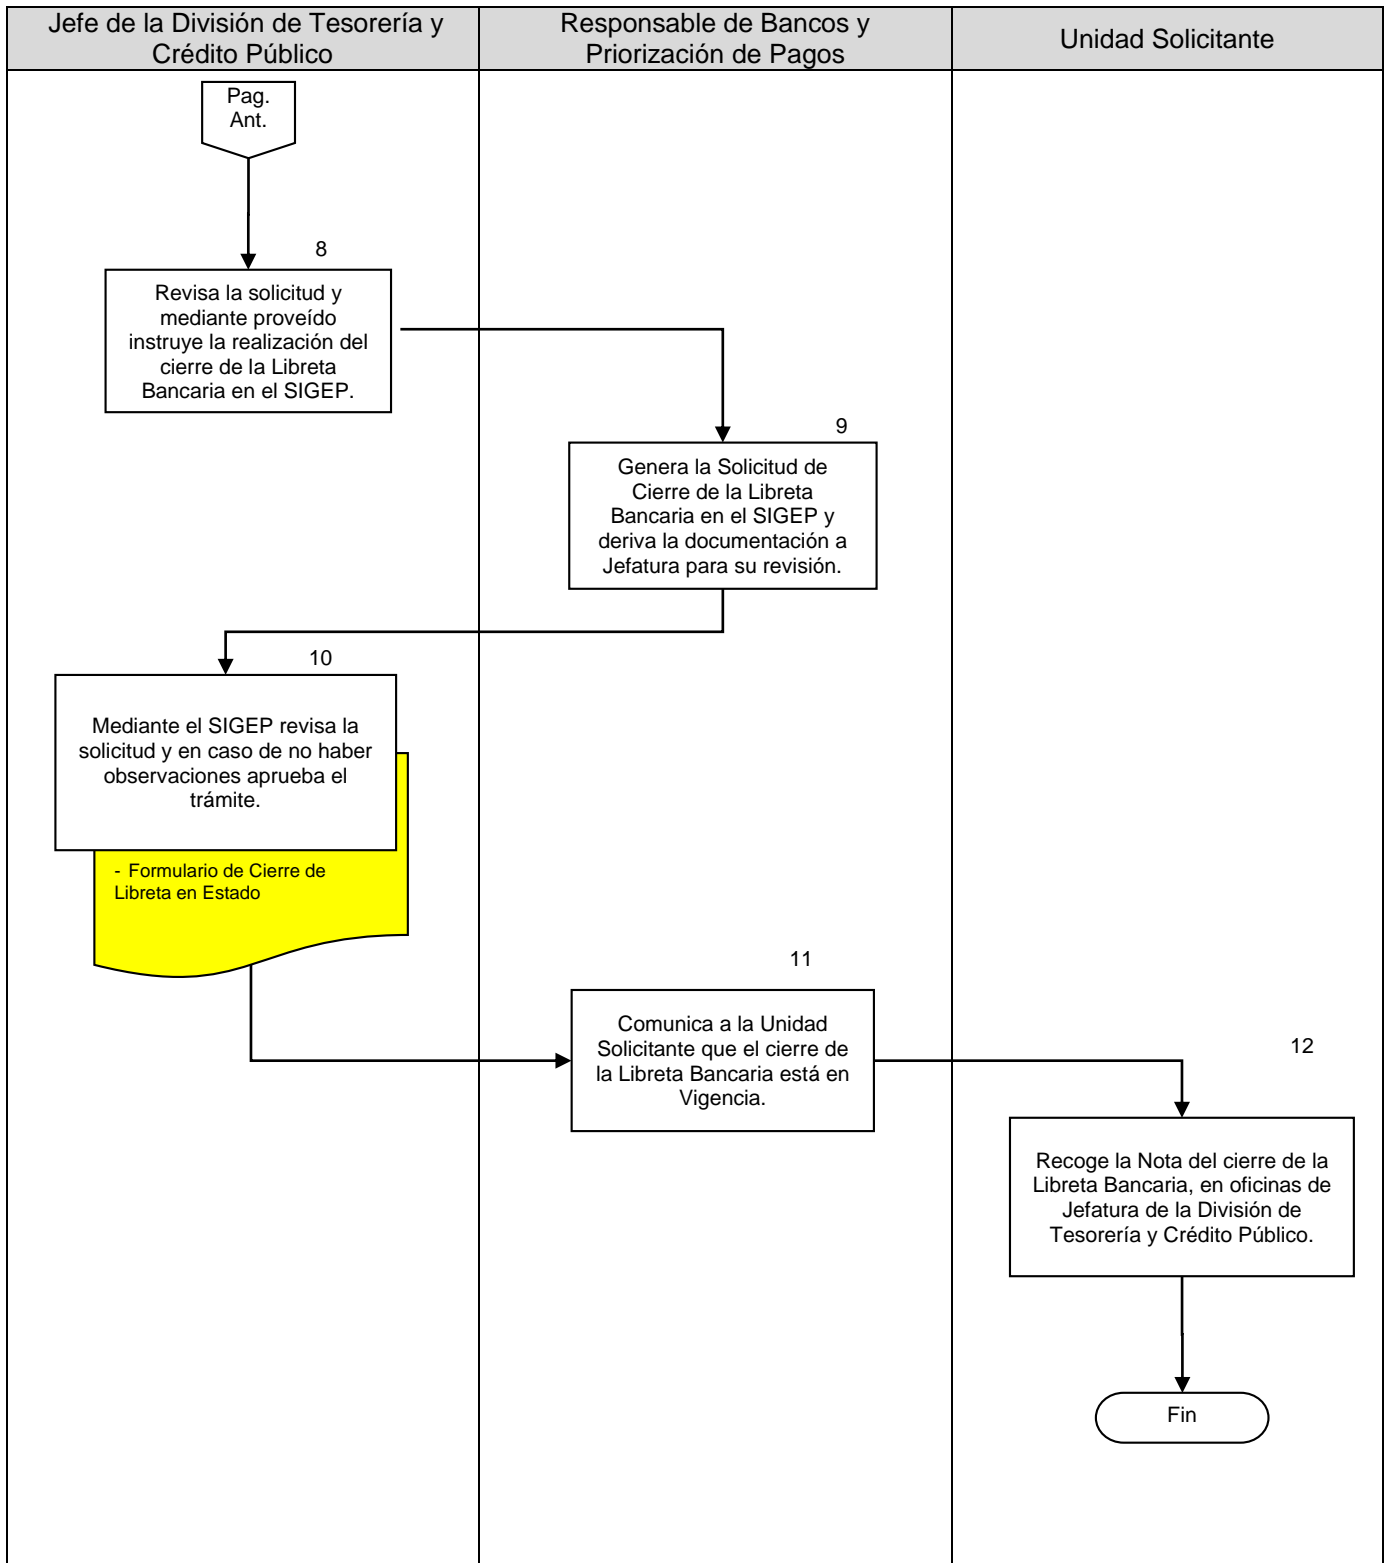 Jefe de la División de Tesorería y
Crédito Público
Responsable de Bancos y
Priorización de Pagos
Unidad Solicitante
Pag.
Ant.
8
Revisa la solicitud y
mediante proveído
instruye la realización del
cierre de la Libreta
Bancaria en el SIGEP.
9
Genera la Solicitud de
Cierre de la Libreta
Bancaria en el SIGEP y
deriva la documentación a
Jefatura para su revisión.
10
Mediante el SIGEP revisa la
solicitud y en caso de no haber
observaciones aprueba el
trámite.
- Formulario de Cierre de
Libreta en Estado
11
Comunica a la Unidad
Solicitante que el cierre de
la Libreta Bancaria está en
Vigencia.
12
Recoge la Nota del cierre de la
Libreta Bancaria, en oficinas de
Jefatura de la División de
Tesorería y Crédito Público.
Fin